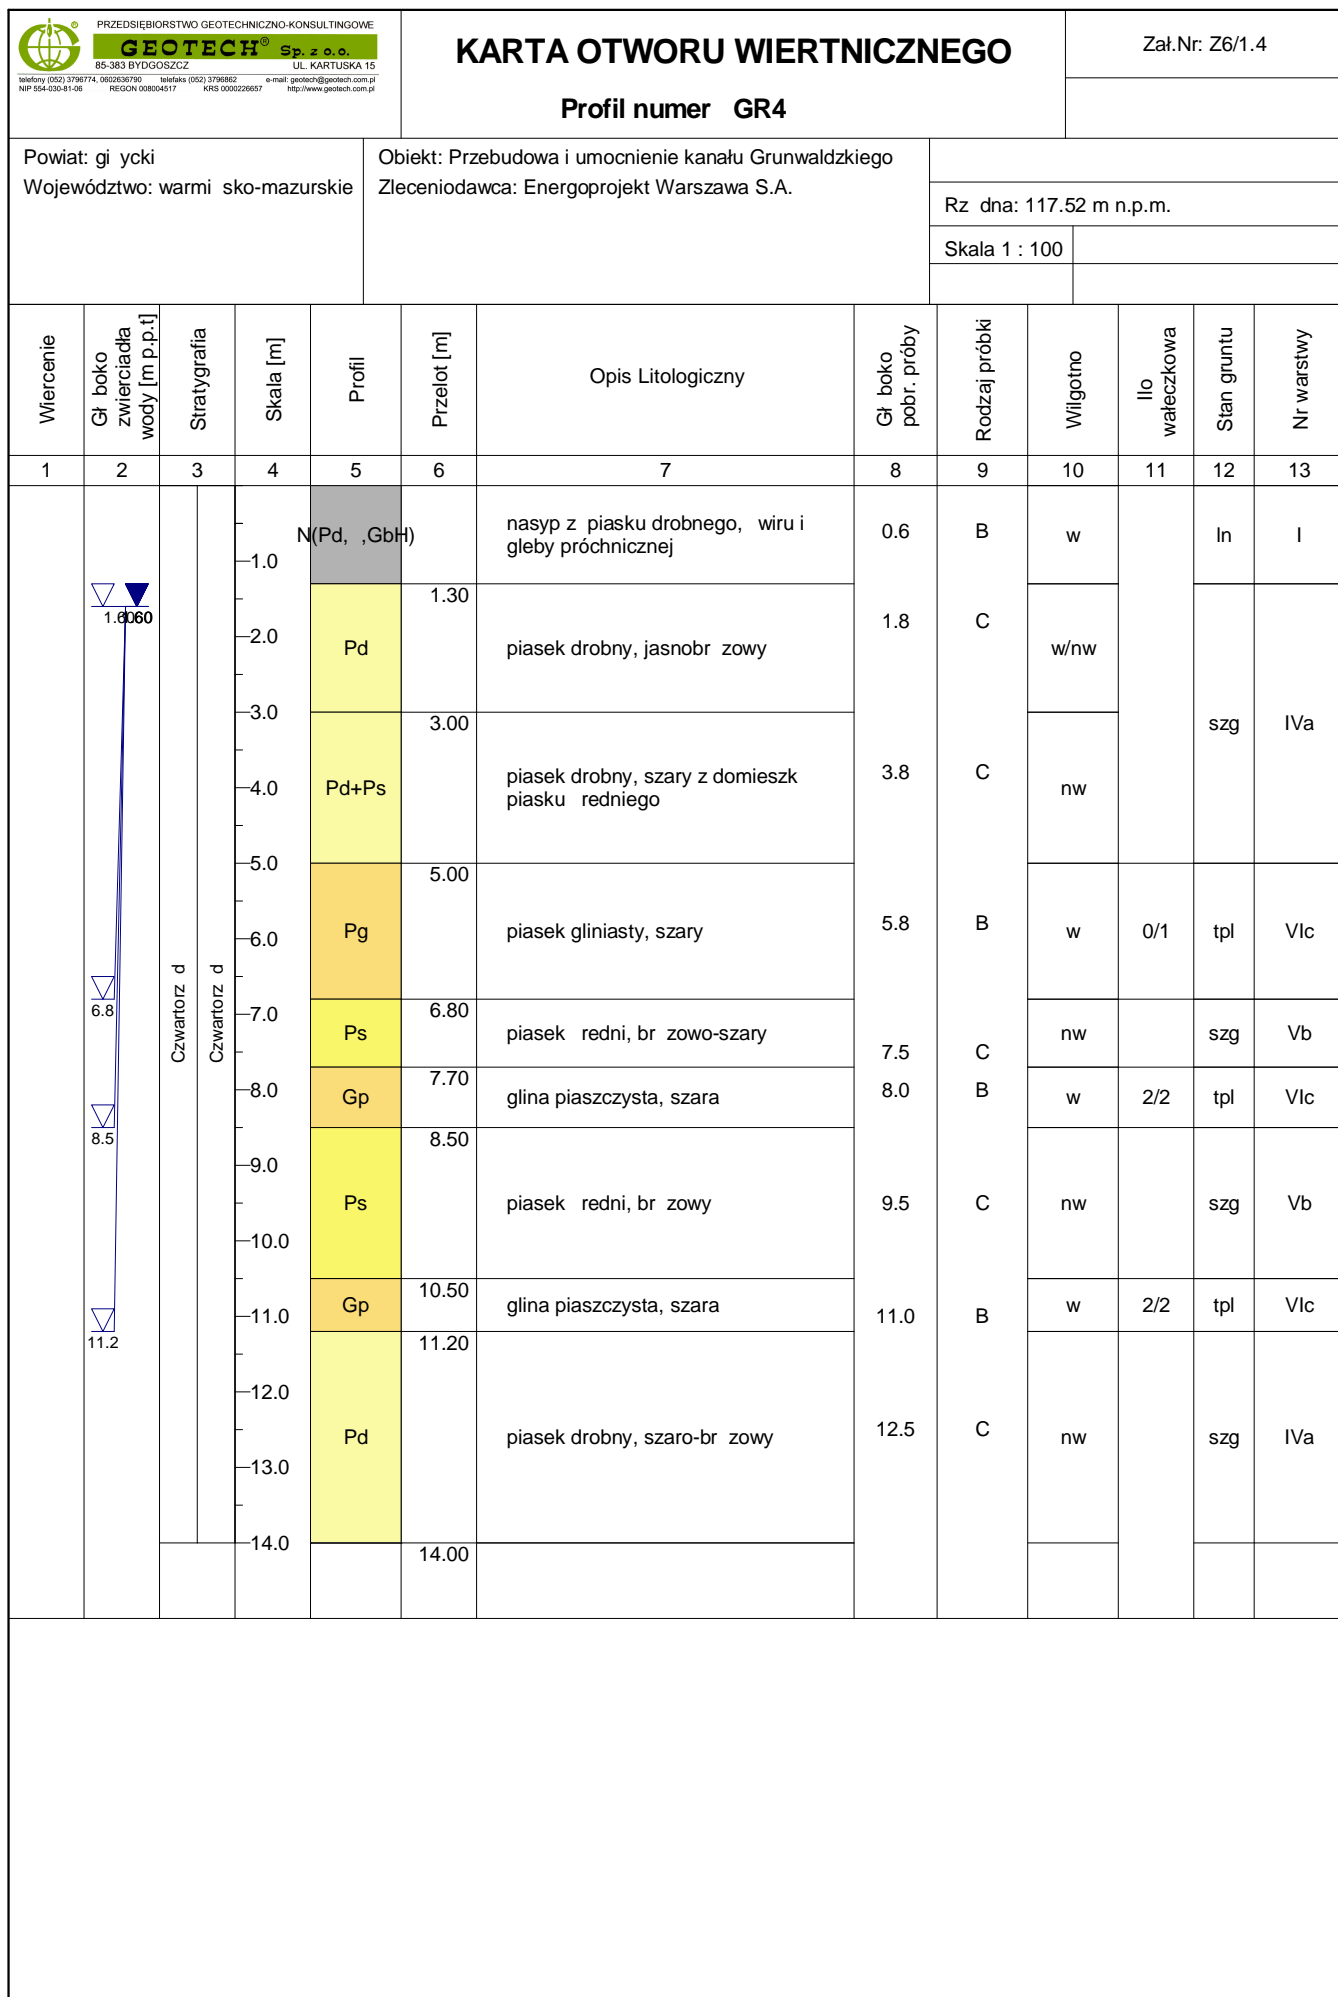 PRZEDSIĘBIORSTWO GEOTECHNICZNO-KONSULTINGOWE
GEOTECH® Sp. z o.o.
85-383 BYDGOSZCZ UL. KARTUSKA 15
telefony (052) 3796774, 0602636790 telefaks (052) 3796862 e-mail: geotech@geotech.com.pl
NIP 554-030-81-06 REGON 008004517 KRS 0000226657 http://www.geotech.com.pl
KARTA OTWORU WIERTNICZNEGO
Profil numer GR4
Zał.Nr: Z6/1.4
Powiat: gi ycki
Województwo: warmi sko-mazurskie
Obiekt: Przebudowa i umocnienie kanału Grunwaldzkiego
Zleceniodawca: Energoprojekt Warszawa S.A.
Rz dna: 117.52 m n.p.m.
Skala 1 : 100
Wiercenie
Gł boko
zwierciadła
wody [m p.p.t]
Stratygrafia
Skala [m]
Profil
Przelot [m]
Opis Litologiczny
Gł boko
pobr. próby
Rodzaj próbki
Wilgotno
Ilo
wałeczkowa
Stan gruntu
Nr warstwy
1 2 3 4 5 6 7 8 9 10 11 12 13
N(Pd, ,GbH)
nasyp z piasku drobnego, wiru i
gleby próchnicznej
0.6 B w ln I
1.0
1.30
1.60
1.8 C
2.0
Pd piasek drobny, jasnobr zowy w/nw
3.0
3.00
szg IVa
3.8 C
4.0
Pd+Ps
piasek drobny, szary z domieszk
piasku redniego
nw
5.0
5.00
6.0
Pg piasek gliniasty, szary 5.8 B w 0/1 tpl VIc
Czwartorz d
Czwartorz d
6.8
6.80
7.0
Ps piasek redni, br zowo-szary 7.5 C nw szg Vb
7.70
8.0
Gp glina piaszczysta, szara 8.0 B w 2/2 tpl VIc
8.5
8.50
9.0
Ps piasek redni, br zowy 9.5 C nw szg Vb
10.0
10.50
11.0
Gp glina piaszczysta, szara 11.0 B w 2/2 tpl VIc
11.2
11.20
12.0
Pd piasek drobny, szaro-br zowy 12.5 C nw szg IVa
13.0
14.0
14.00